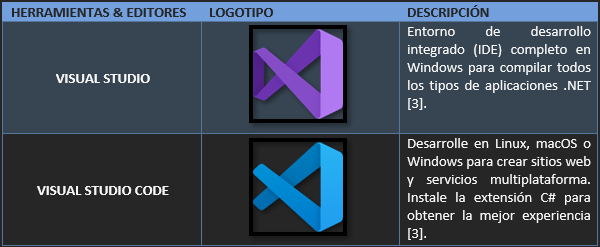 HERRAMIENTAS & EDITORES LOGOTIPO DESCRIPCIÓN
VISUAL STUDIO
Entorno de desarrollo
integrado (IDE) completo en
Windows para compilar todos
los tipos de aplicaciones .NET
[3].
VISUAL STUDIO CODE
Desarrolle en Linux, macOS o
Windows para crear sitios web
y servicios multiplataforma.
Instale la extensión C# para
obtener la mejor experiencia
[3].